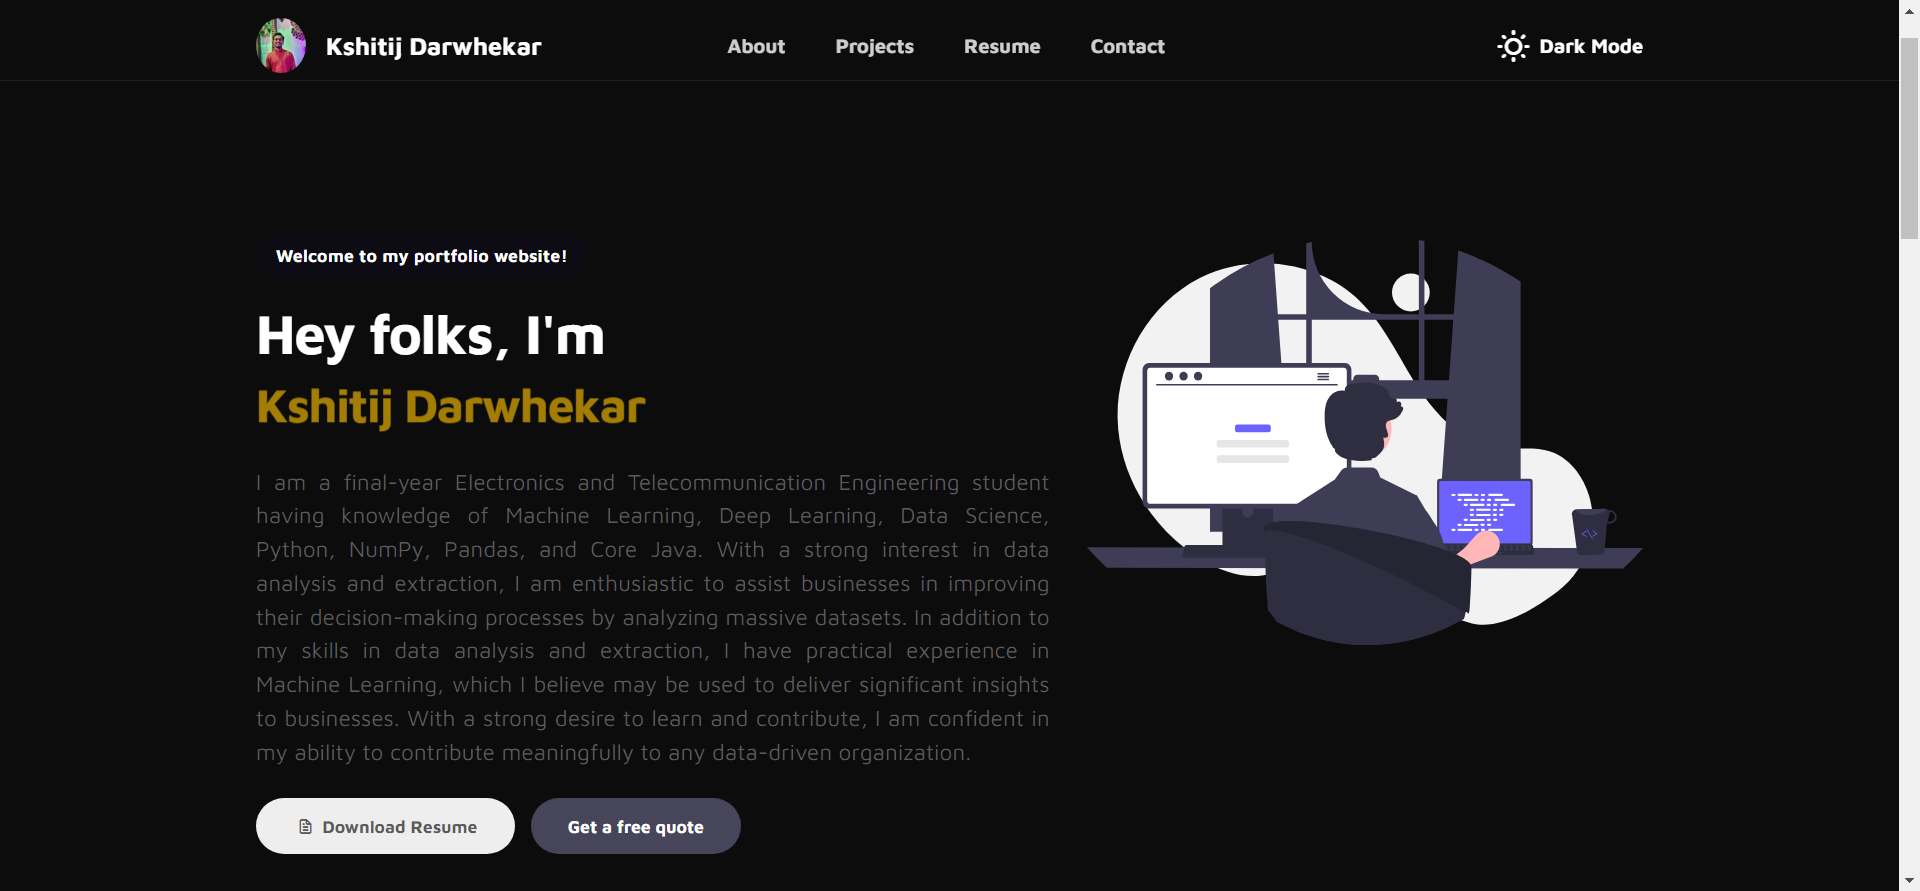 Kshitij Darwhekar
About Projects Resume Contact
Dark Mode
Welcome to my portfolio website!
Hey folks, I'm
Kshitij Darwhekar
I am a final-year Electronics and Telecommunication Engineering student
having knowledge of Machine Learning, Deep Learning, Data Science,
Python, NumPy, Pandas, and Core Java. With a strong interest in data
analysis and extraction, I am enthusiastic to assist businesses in improving
their decision-making processes by analyzing massive datasets. In addition to
my skills in data analysis and extraction, I have practical experience in
Machine Learning, which I believe may be used to deliver significant insights
to businesses. With a strong desire to learn and contribute, I am confident in
my ability to contribute meaningfully to any data-driven organization.
Download Resume
Get a free quote